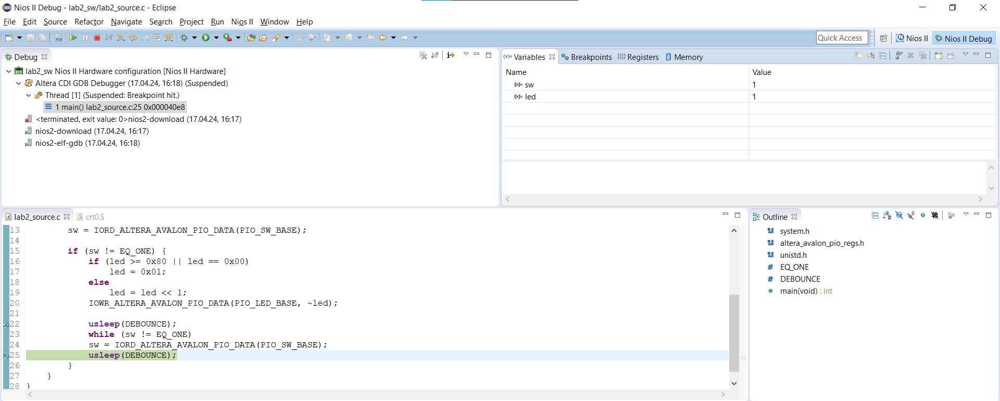 Nios II Debug - lab2_sw/lab2_source.c - Eclipse
File Edit Source Refactor Navigate Search Project Run Nios II Window Help
Quick Access Nios II Nios II Debug
Debug
lab2_sw Nios II Hardware configuration [Nios II Hardware]
Altera CDI GDB Debugger (17.04.24, 16:18) (Suspended)
Thread [1] (Suspended: Breakpoint hit.)
1 main() lab2_source.c:25 0x000040e8
<terminated, exit value: 0>nios2-download (17.04.24, 16:17)
nios2-download (17.04.24, 16:17)
nios2-elf-gdb (17.04.24, 16:18)
(x)= Variables Breakpoints Registers Memory
Name Value
(x)= sw 1
(x)= led 1
lab2_source.c crt0.S
13 sw = IORD_ALTERA_AVALON_PIO_DATA(PIO_SW_BASE);
14
15 if (sw != EQ_ONE) {
16 if (led >= 0x80 || led == 0x00)
17 led = 0x01;
18 else
19 led = led << 1;
20 IOWR_ALTERA_AVALON_PIO_DATA(PIO_LED_BASE, ~led);
21
22 usleep(DEBOUNCE);
23 while (sw != EQ_ONE)
24 sw = IORD_ALTERA_AVALON_PIO_DATA(PIO_SW_BASE);
25 usleep(DEBOUNCE);
26 }
27 }
28 }
Outline
system.h
altera_avalon_pio_regs.h
unistd.h
# EQ_ONE
# DEBOUNCE
main(void) : int